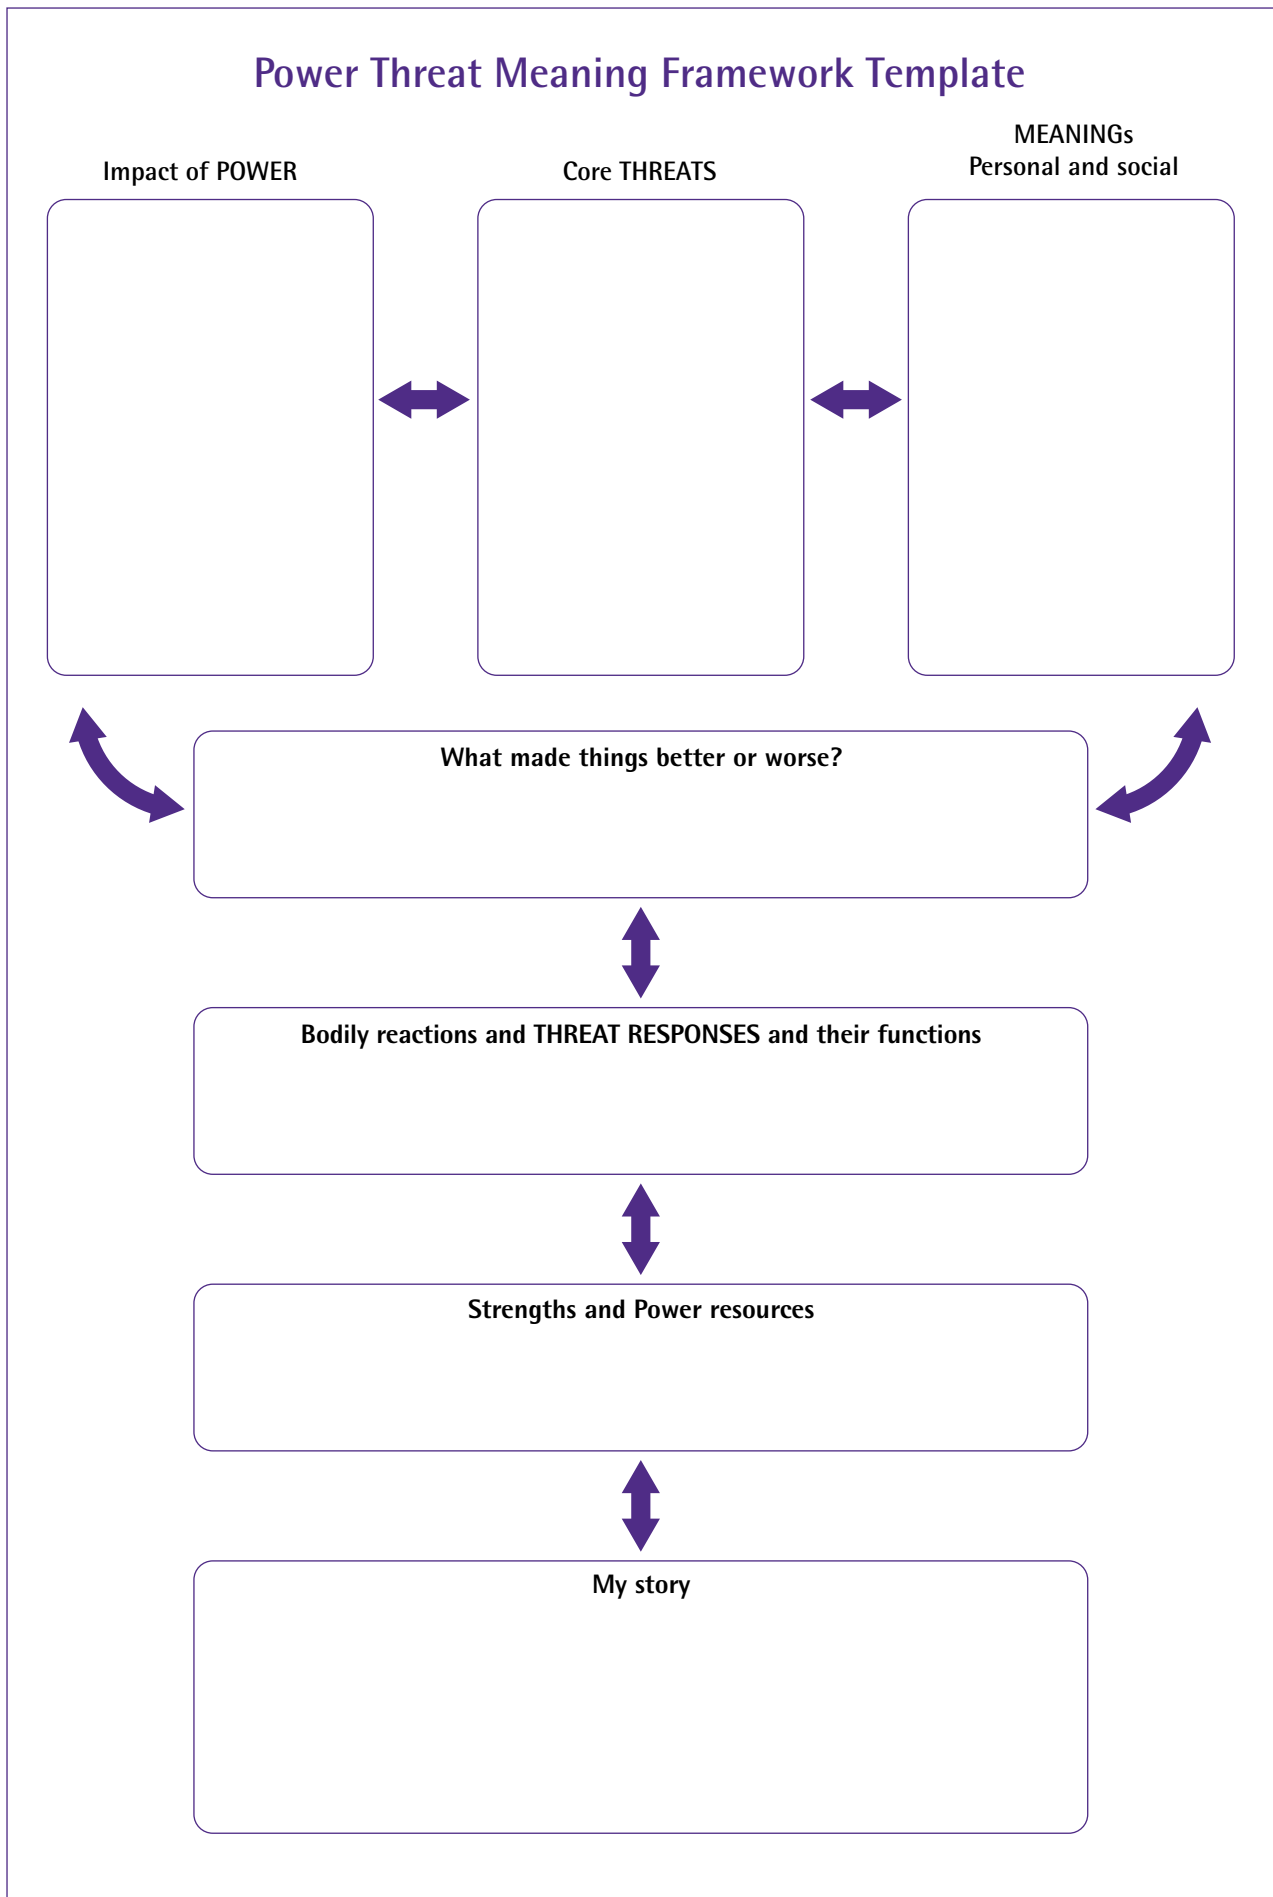 Power Threat Meaning Framework Template
Impact of POWER
Core THREATS
MEANINGs
Personal and social
What made things better or worse?
Bodily reactions and THREAT RESPONSES and their functions
Strengths and Power resources
My story